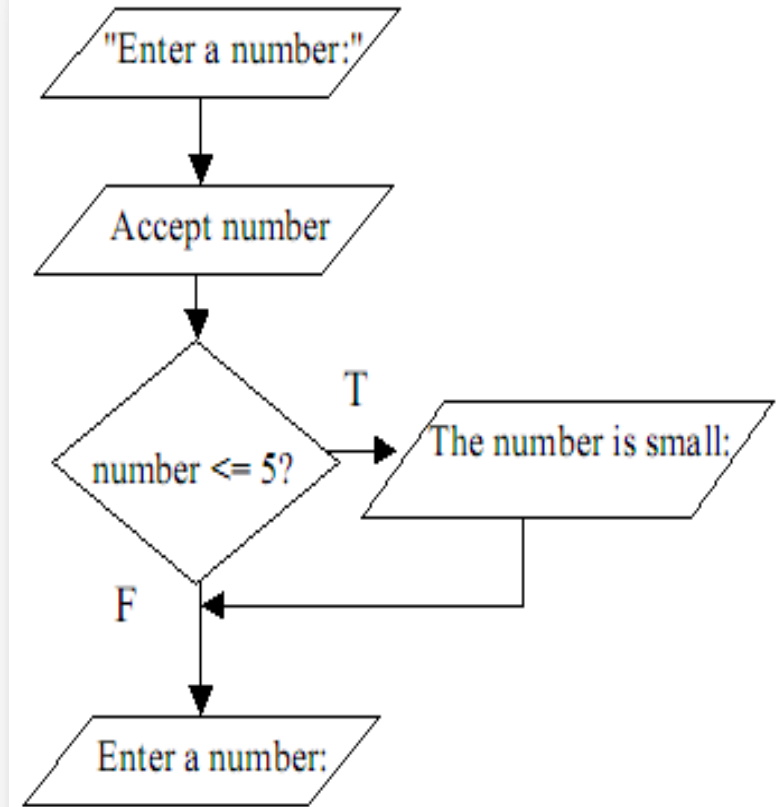 "Enter a number:"
Accept number
T
number <= 5?
The number is small:
F
Enter a number: